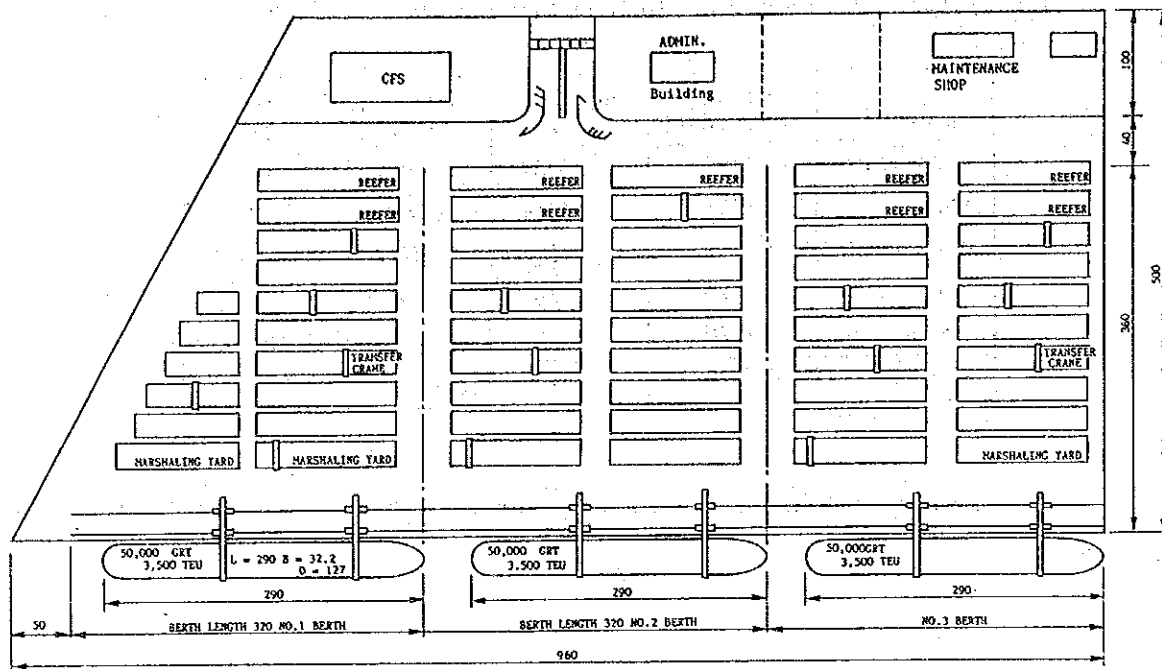 CFS
ADMIN.
Building
MAINTENANCE
SHOP
100
40
360
500
REEFER
REEFER
REEFER
REEFER
REEFER
REEFER
REEFER
REEFER
REEFER
TRANSFER
CRANE
TRANSFER
CRANE
MARSHALING YARD
MARSHALING YARD
MARSHALING YARD
50,000 GRT
3,500 TEU
L = 290 B = 32.2
D = 127
50,000 GRT
3,500 TEU
50,000GRT
3,500 TEU
290
290
290
50
BERTH LENGTH 320 NO.1 BERTH
BERTH LENGTH 320 NO.2 BERTH
NO.3 BERTH
960